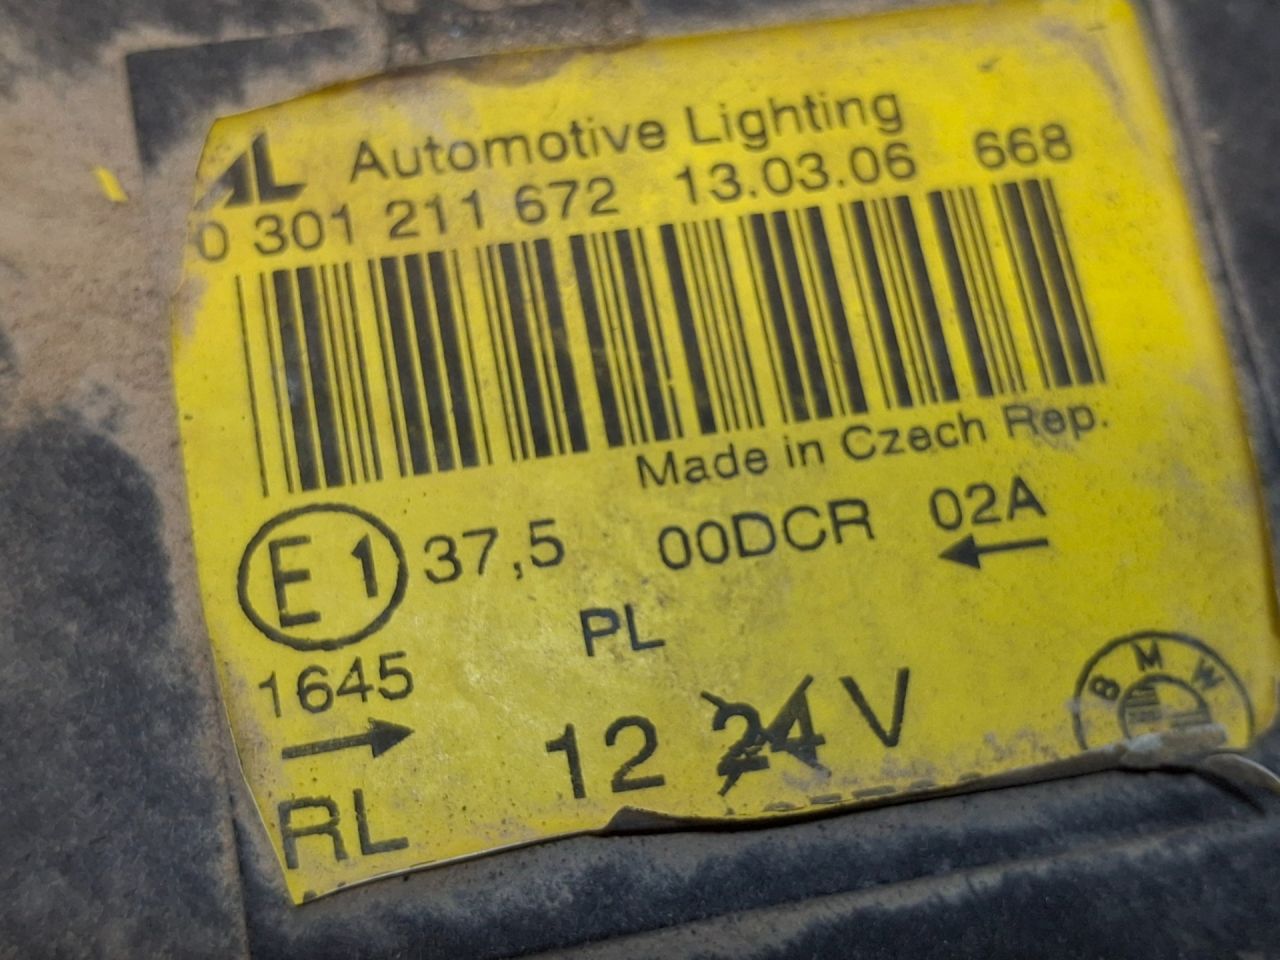 AL Automotive Lighting
0 301 211 672 13.03.06 668
Made in Czech Rep.
E1 37,5 00DCR 02A
PL
1645
12 24 V
BMW
RL